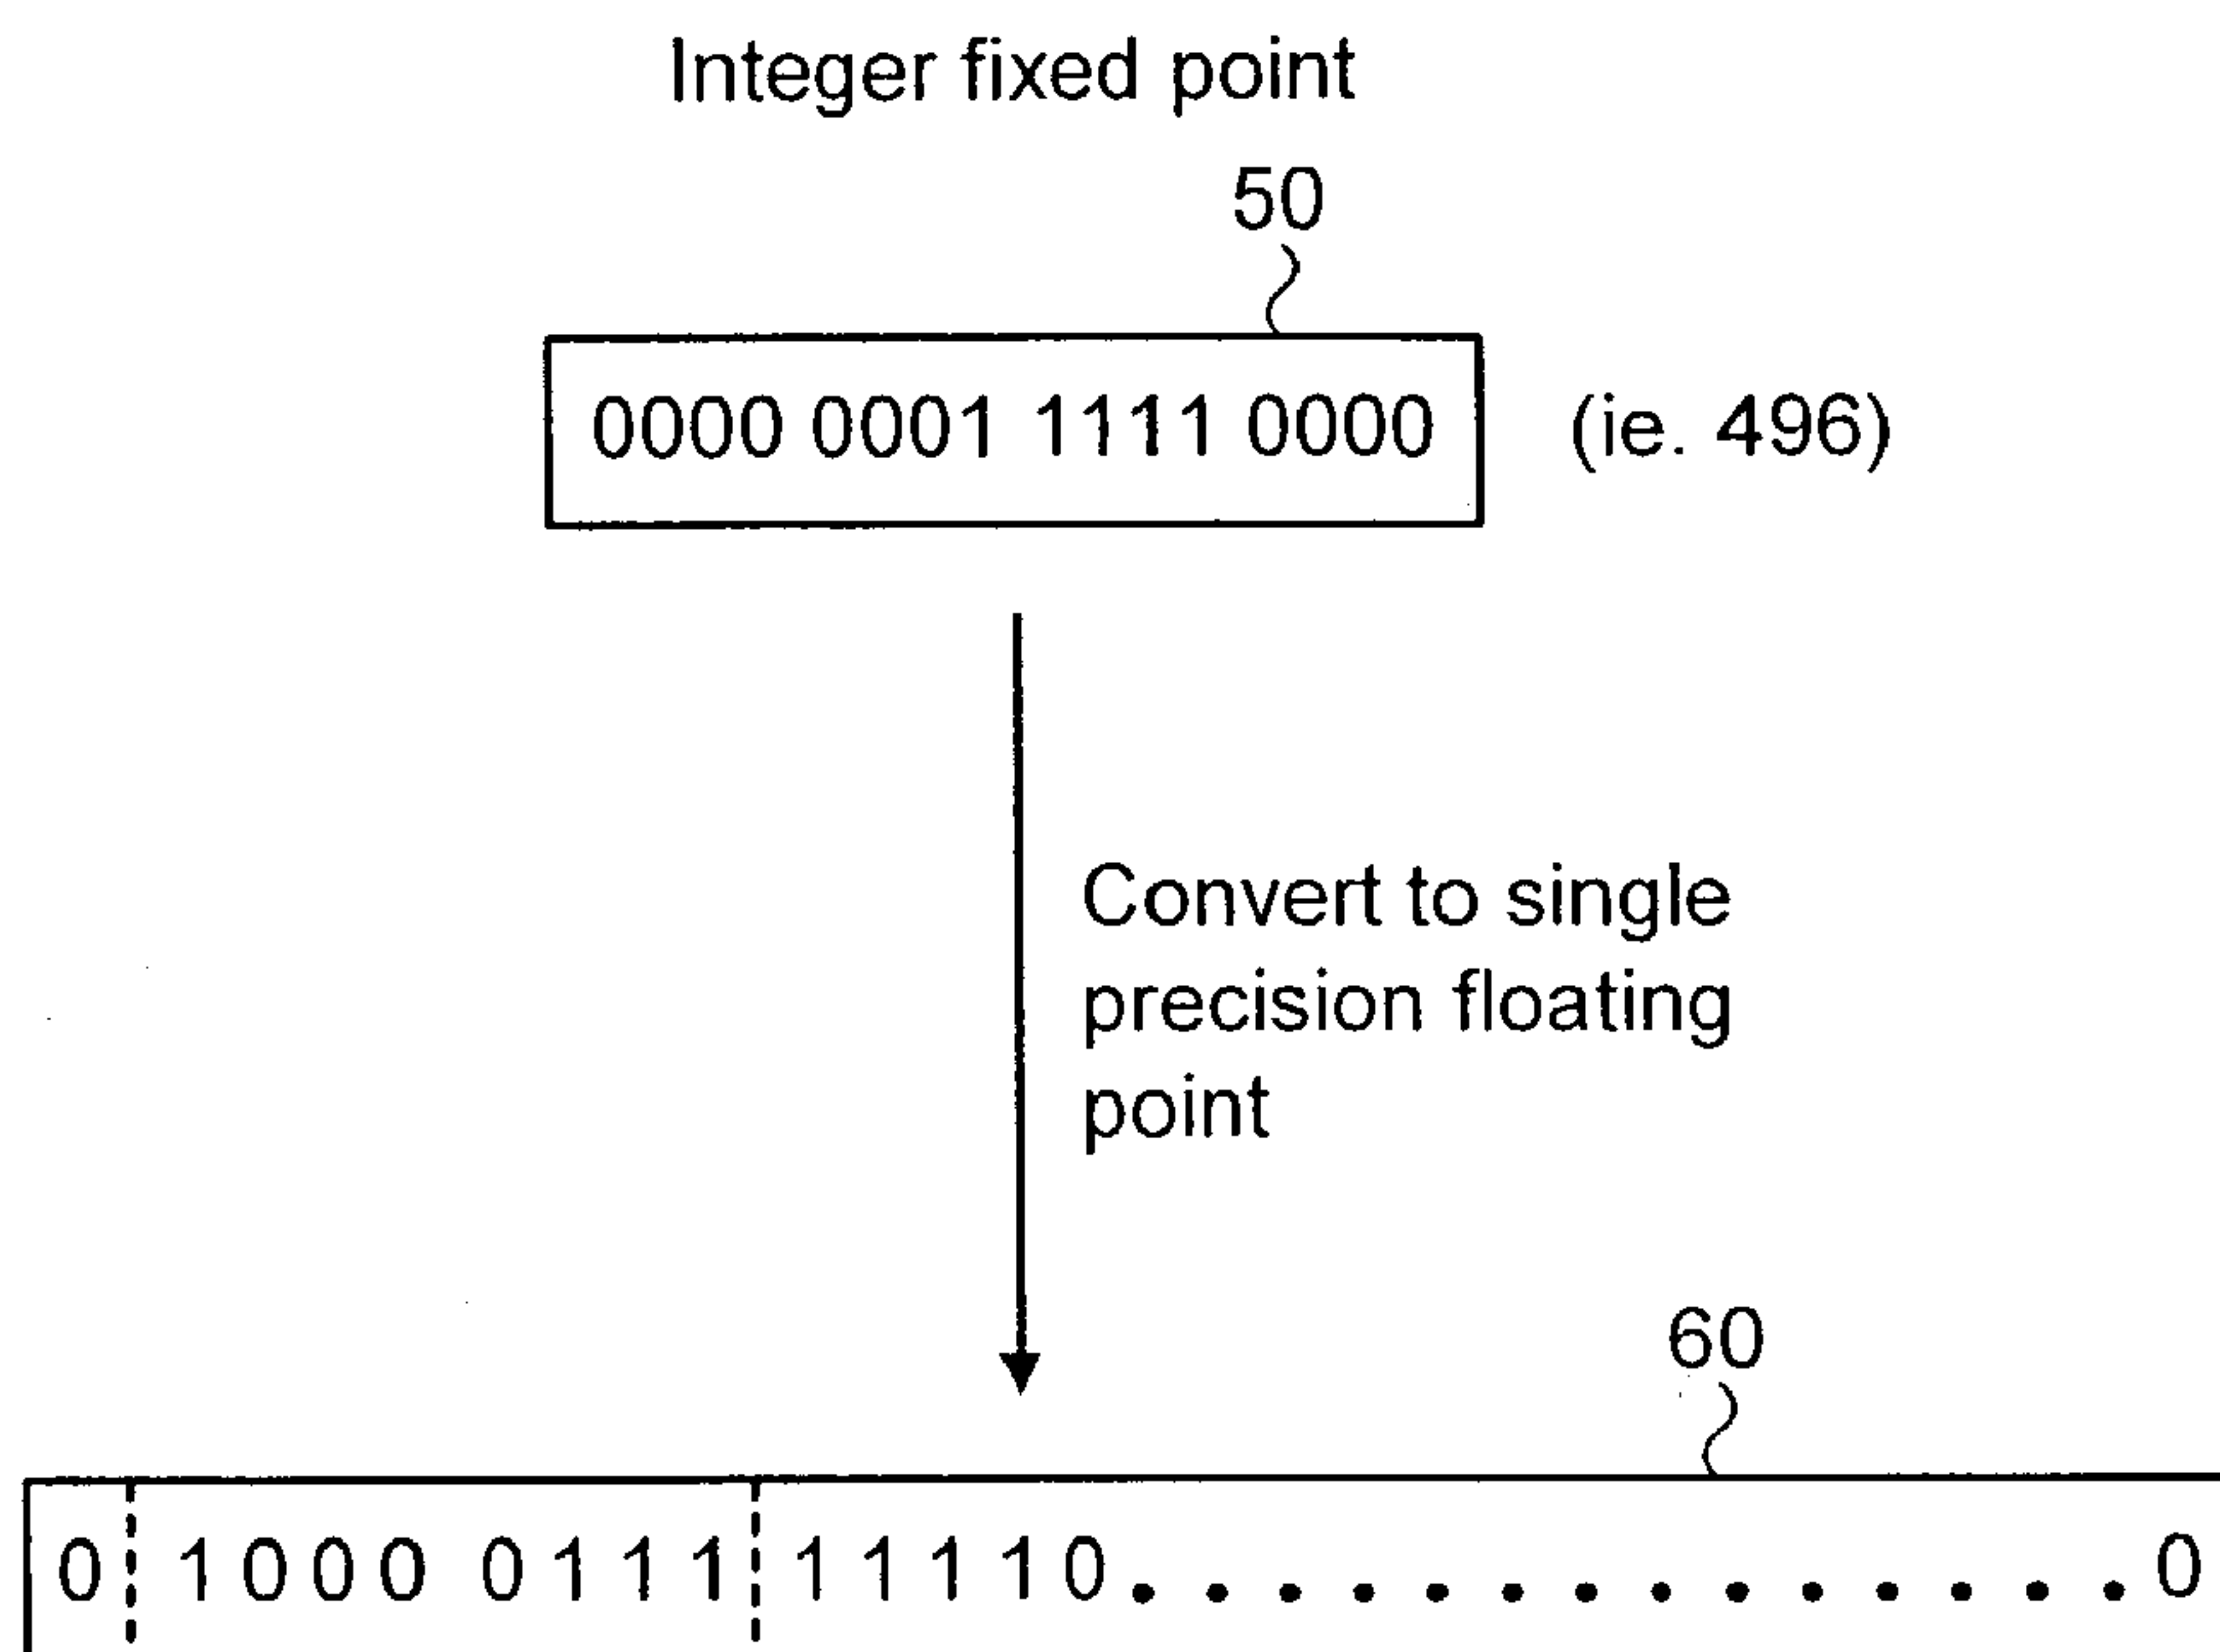 Integer fixed point
50
0000 0001 1111 0000 (ie. 496)
Convert to single
precision floating
point
60
0 1000 0111 11110...............0